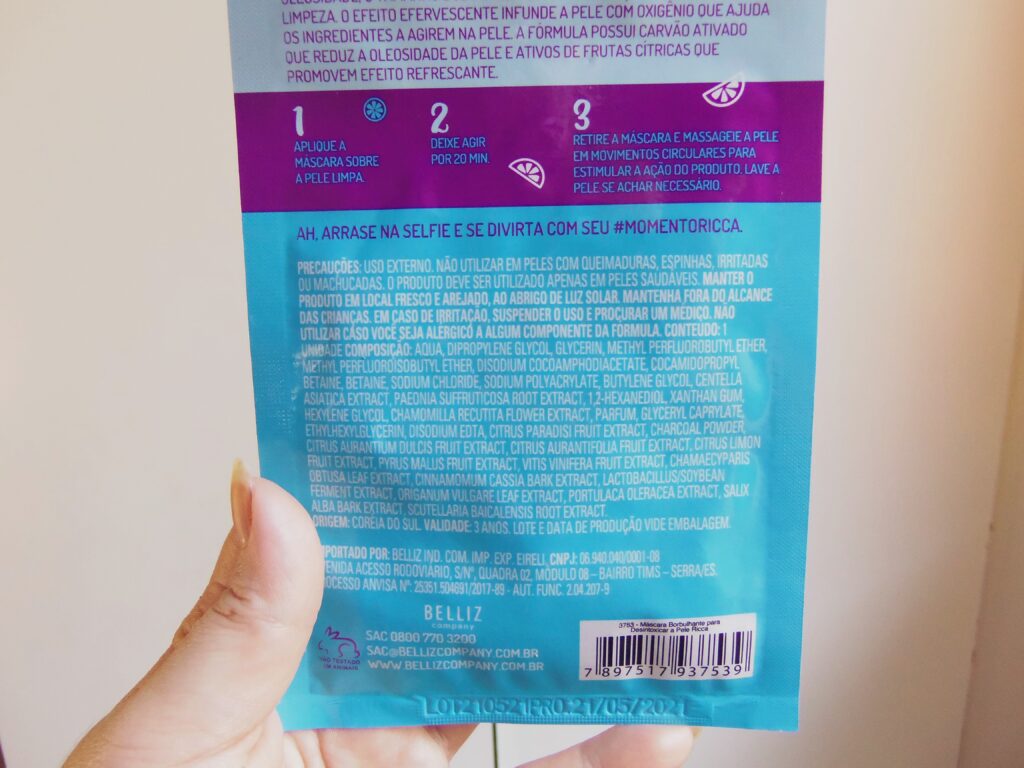 LIMPEZA. O EFEITO EFERVESCENTE INFUNDE A PELE COM OXIGÊNIO QUE AJUDA
OS INGREDIENTES A AGIREM NA PELE. A FÓRMULA POSSUI CARVÃO ATIVADO
QUE REDUZ A OLEOSIDADE DA PELE E ATIVOS DE FRUTAS CÍTRICAS QUE
PROMOVEM EFEITO REFRESCANTE.
1
APLIQUE A
MÁSCARA SOBRE
A PELE LIMPA.
2
DEIXE AGIR
POR 20 MIN.
3
RETIRE A MÁSCARA E MASSAGEIE A PELE
EM MOVIMENTOS CIRCULARES PARA
ESTIMULAR A AÇÃO DO PRODUTO. LAVE A
PELE SE ACHAR NECESSÁRIO.
AH, ARRASE NA SELFIE E SE DIVIRTA COM SEU #MOMENTORICCA.
PRECAUÇÕES: USO EXTERNO. NÃO UTILIZAR EM PELES COM QUEIMADURAS, ESPINHAS, IRRITADAS
OU MACHUCADAS. O PRODUTO DEVE SER UTILIZADO APENAS EM PELES SAUDÁVEIS. MANTER O
PRODUTO EM LOCAL FRESCO E AREJADO, AO ABRIGO DE LUZ SOLAR. MANTENHA FORA DO ALCANCE
DAS CRIANÇAS. EM CASO DE IRRITAÇÃO, SUSPENDER O USO E PROCURAR UM MEDICO. NÃO
UTILIZAR CASO VOCÊ SEJA ALERGICO A ALGUM COMPONENTE DA FORMULA. CONTEUDO: 1
UNIDADE COMPOSIÇÃO: AQUA, DIPROPYLENE GLYCOL, GLYCERIN, METHYL PERFLUOROBUTYL ETHER,
METHYL PERFLUOROISOBUTYL ETHER, DISODIUM COCOAMPHODIACETATE, COCAMIDOPROPYL
BETAINE, BETAINE, SODIUM CHLORIDE, SODIUM POLYACRYLATE, BUTYLENE GLYCOL, CENTELLA
ASIATICA EXTRACT, PAEONIA SUFFRUTICOSA ROOT EXTRACT, 1,2-HEXANEDIOL, XANTHAN GUM,
HEXYLENE GLYCOL, CHAMOMILLA RECUTITA FLOWER EXTRACT, PARFUM, GLYCERYL CAPRYLATE,
ETHYLHEXYLGLYCERIN, DISODIUM EDTA, CITRUS PARADISI FRUIT EXTRACT, CHARCOAL POWDER,
CITRUS AURANTIUM DULCIS FRUIT EXTRACT, CITRUS AURANTIFOLIA FRUIT EXTRACT, CITRUS LIMON
FRUIT EXTRACT, PYRUS MALUS FRUIT EXTRACT, VITIS VINIFERA FRUIT EXTRACT, CHAMAECYPARIS
OBTUSA LEAF EXTRACT, CINNAMOMUM CASSIA BARK EXTRACT, LACTOBACILLUS/SOYBEAN
FERMENT EXTRACT, ORIGANUM VULGARE LEAF EXTRACT, PORTULACA OLERACEA EXTRACT, SALIX
ALBA BARK EXTRACT, SCUTELLARIA BAICALENSIS ROOT EXTRACT.
ORIGEM: CORÉIA DO SUL VALIDADE: 3 ANOS. LOTE E DATA DE PRODUÇÃO VIDE EMBALAGEM.
IMPORTADO POR: BELLIZ IND. COM. IMP. EXP. EIRELI, CNPJ: 06.940.040/0001-08
AVENIDA ACESSO RODOVIÁRIO, S/Nº, QUADRA 02, MÓDULO 08 – BAIRRO TIMS – SERRA/ES.
PROCESSO ANVISA Nº: 25351.504691/2017-89 - AUT. FUNC. 2.04.207-9
BELLIZ
company
SAC 0800 770 3200
SAC@BELLIZCOMPANY.COM.BR
WWW.BELLIZCOMPANY.COM.BR
NÃO TESTADO
EM ANIMAIS
3753 - Máscara Borbulhante para
Desintoxicar a Pele Ricca
7 897517 937539
LOT210521PRO:21/05/2021